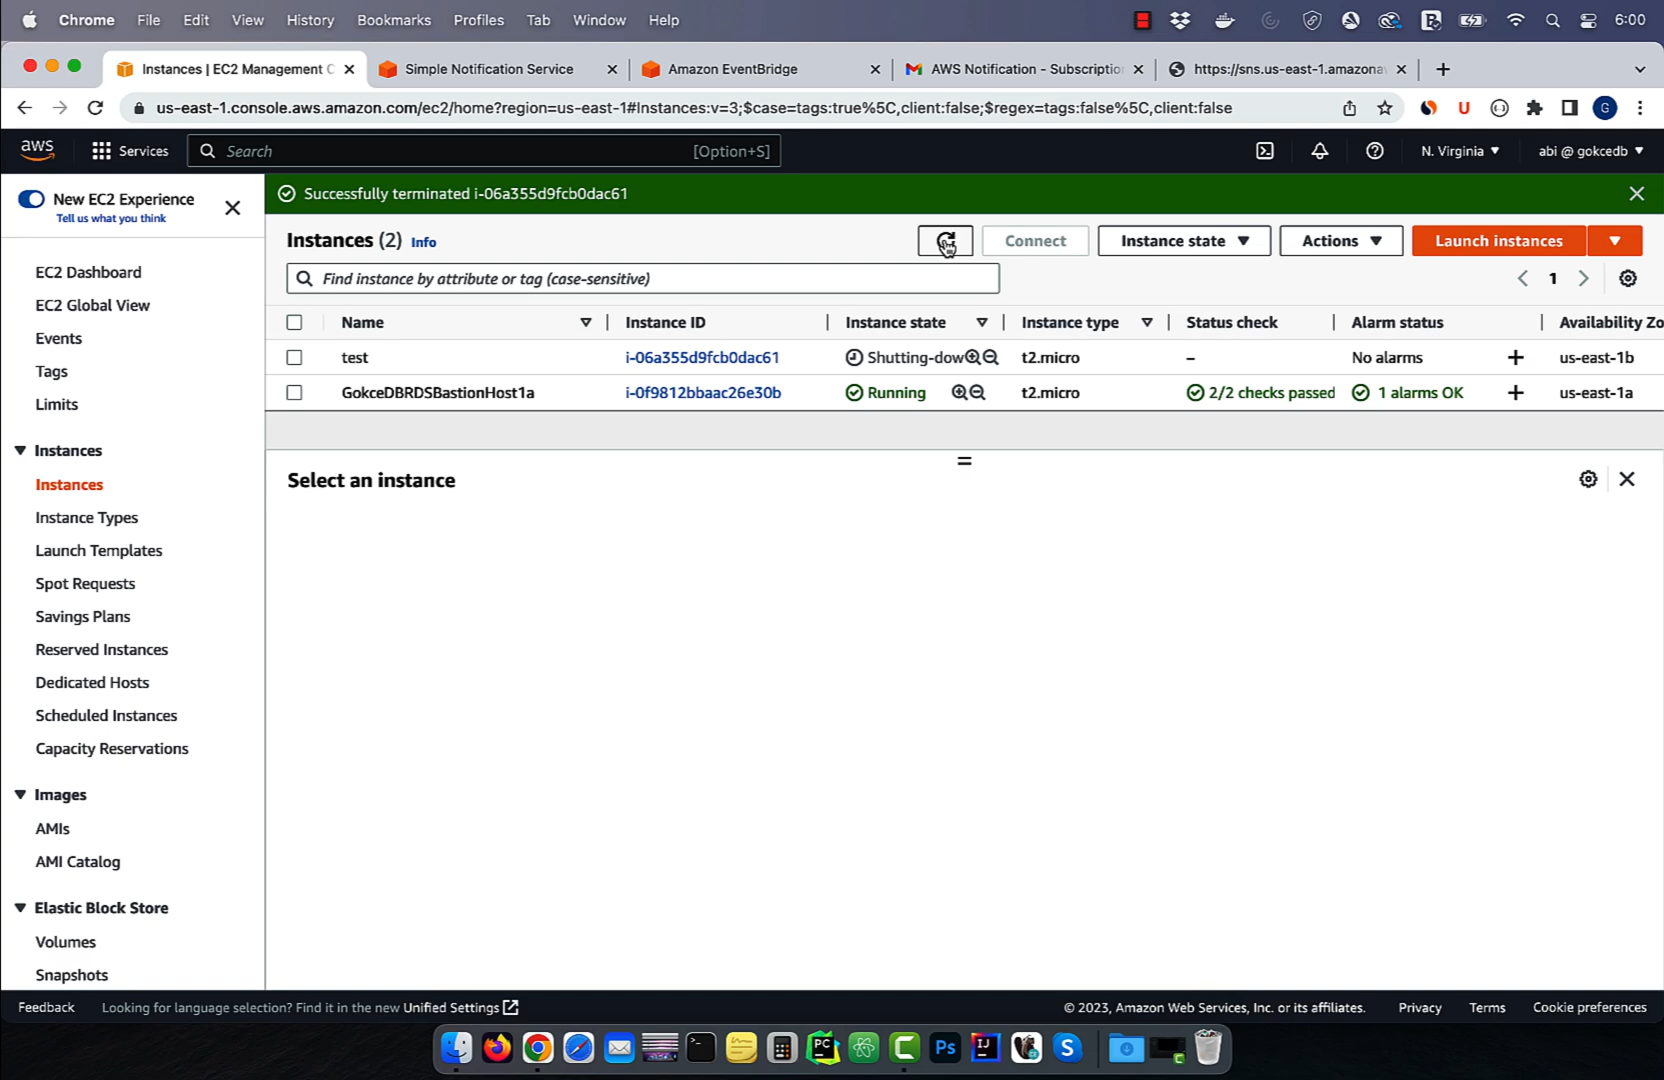 Chrome File Edit View History Bookmarks Profiles Tab Window Help 6:00
Instances | EC2 Management C Simple Notification Service Amazon EventBridge AWS Notification - Subscription https://sns.us-east-1.amazonaw
us-east-1.console.aws.amazon.com/ec2/home?region=us-east-1#Instances:v=3;$case=tags:true%5C,client:false;$regex=tags:false%5C,client:false
aws Services Search [Option+S] N. Virginia abi @ gokcedb
New EC2 Experience
Tell us what you think
Successfully terminated i-06a355d9fcb0dac61
Instances (2) Info Connect Instance state Actions Launch instances
Find instance by attribute or tag (case-sensitive) 1
Name Instance ID Instance state Instance type Status check Alarm status Availability Zo
test i-06a355d9fcb0dac61 Shutting-dow t2.micro – No alarms + us-east-1b
GokceDBRDSBastionHost1a i-0f9812bbaac26e30b Running t2.micro 2/2 checks passed 1 alarms OK + us-east-1a
Select an instance
EC2 Dashboard
EC2 Global View
Events
Tags
Limits
Instances
Instances
Instance Types
Launch Templates
Spot Requests
Savings Plans
Reserved Instances
Dedicated Hosts
Scheduled Instances
Capacity Reservations
Images
AMIs
AMI Catalog
Elastic Block Store
Volumes
Snapshots
Feedback Looking for language selection? Find it in the new Unified Settings © 2023, Amazon Web Services, Inc. or its affiliates. Privacy Terms Cookie preferences
PC Ps IJ